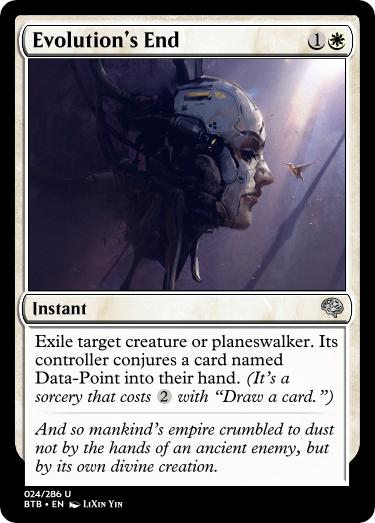 Evolution's End 1
Instant
Exile target creature or planeswalker. Its
controller conjures a card named
Data-Point into their hand. (It's a
sorcery that costs 2 with “Draw a card.”)
And so mankind's empire crumbled to dust
not by the hands of an ancient enemy, but
by its own divine creation.
024/286 U
BTB • EN LiXin Yin